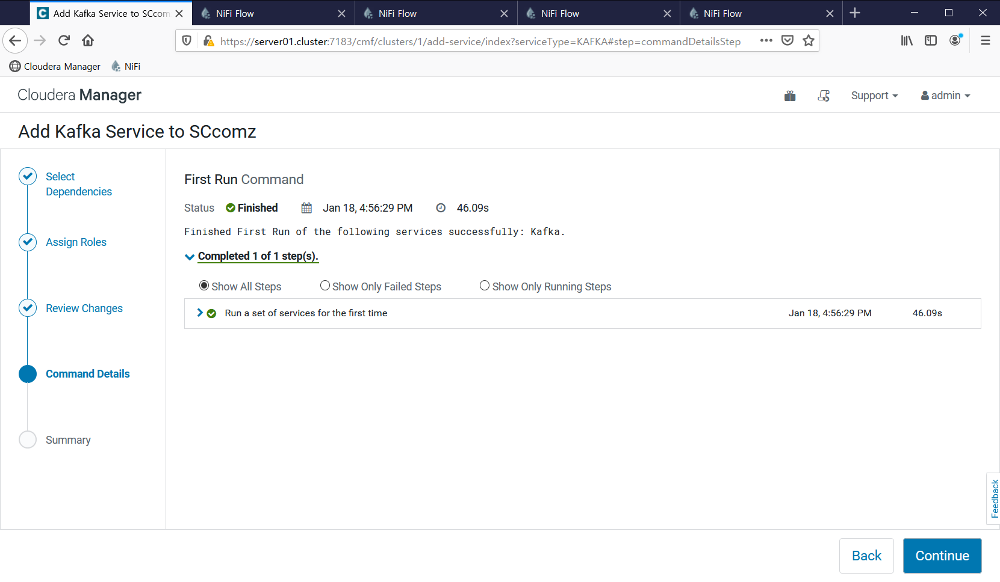 Add Kafka Service to SCcom
NiFi Flow
NiFi Flow
NiFi Flow
NiFi Flow
https://server01.cluster:7183/cmf/clusters/1/add-service/index?serviceType=KAFKA#step=commandDetailsStep
Cloudera Manager
NiFi
Cloudera Manager
Support
admin
Add Kafka Service to SCcomz
Select
Dependencies
Assign Roles
Review Changes
Command Details
Summary
First Run Command
Status Finished Jan 18, 4:56:29 PM 46.09s
Finished First Run of the following services successfully: Kafka.
Completed 1 of 1 step(s).
Show All Steps Show Only Failed Steps Show Only Running Steps
Run a set of services for the first time Jan 18, 4:56:29 PM 46.09s
Feedback
Back
Continue